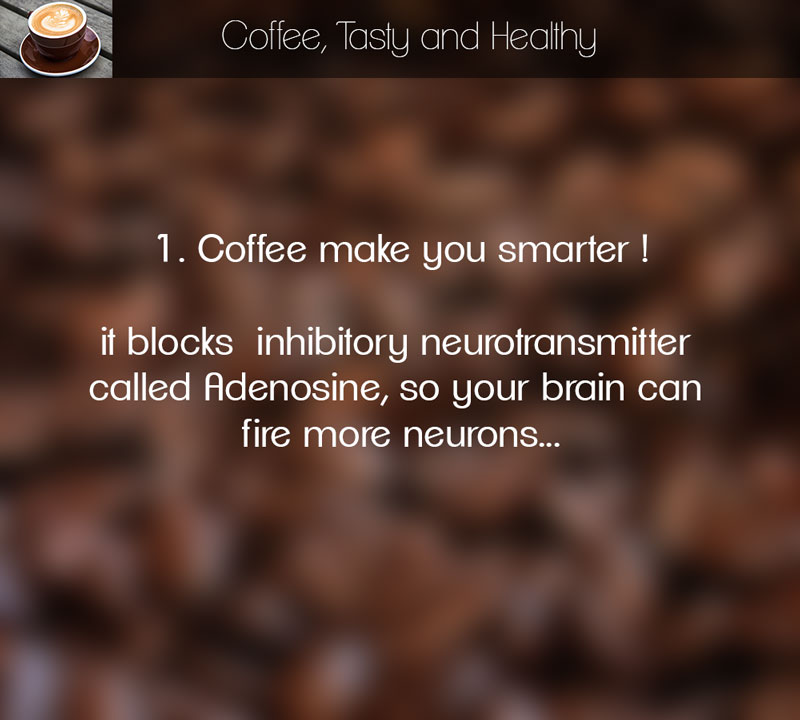 Coffee, Tasty and Healthy
1. Coffee make you smarter !
it blocks  inhibitory neurotransmitter
called Adenosine, so your brain can
fire more neurons...